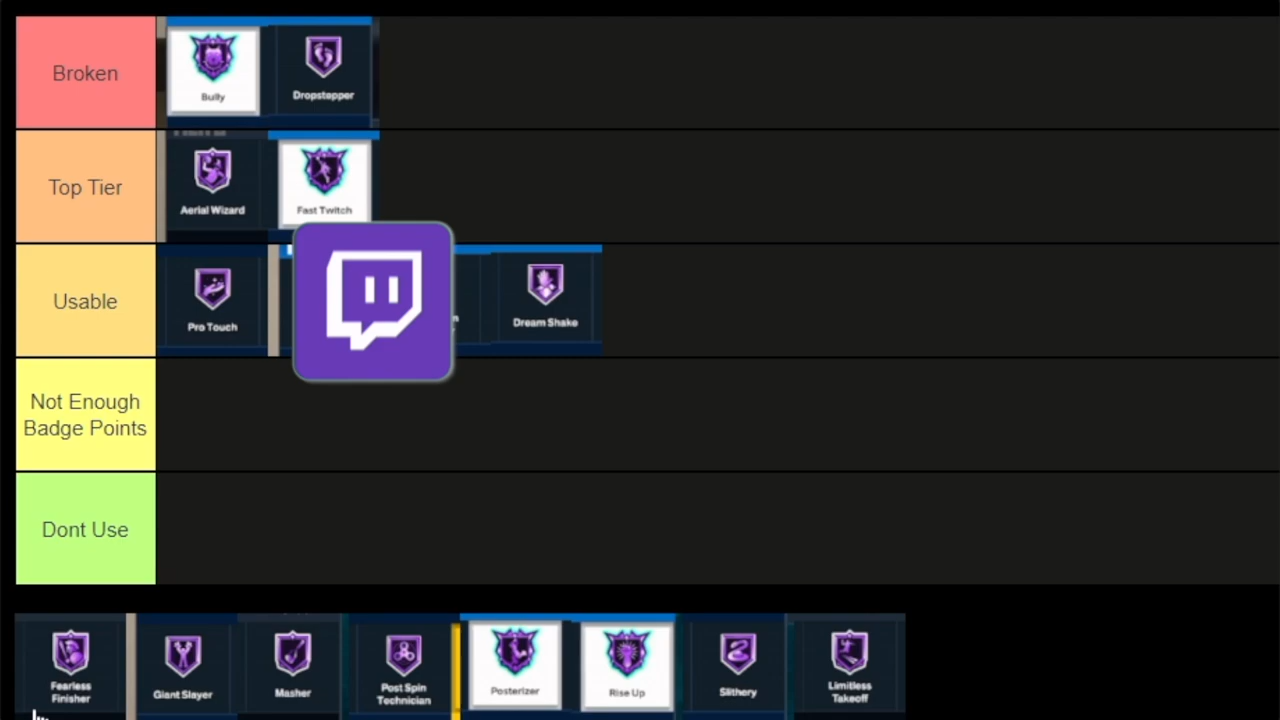 Broken
Bully
Dropstepper
Top Tier
Aerial Wizard
Fast Twitch
Usable
Pro Touch
Dream Shake
Not Enough
Badge Points
Dont Use
Fearless
Finisher
Giant Slayer
Masher
Post Spin
Technician
Posterizer
Rise Up
Slithery
Limitless
Takeoff